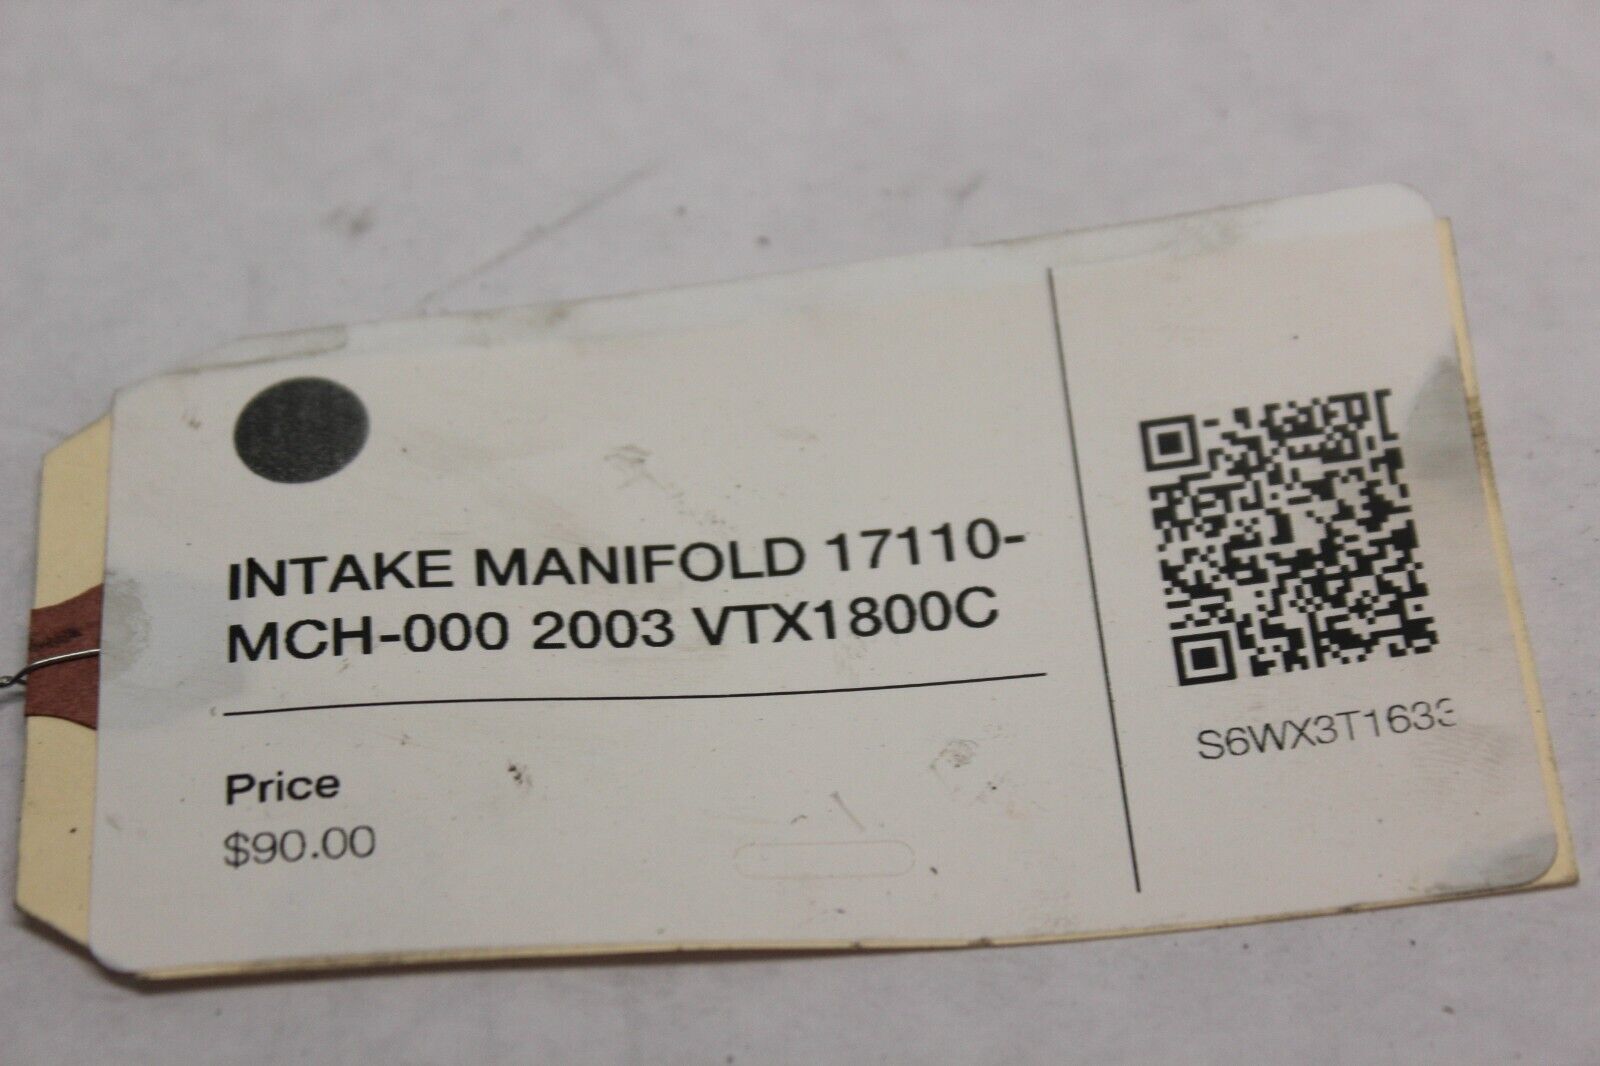 INTAKE MANIFOLD 17110-
MCH-000 2003 VTX1800C
Price
$90.00
S6WX3T1633